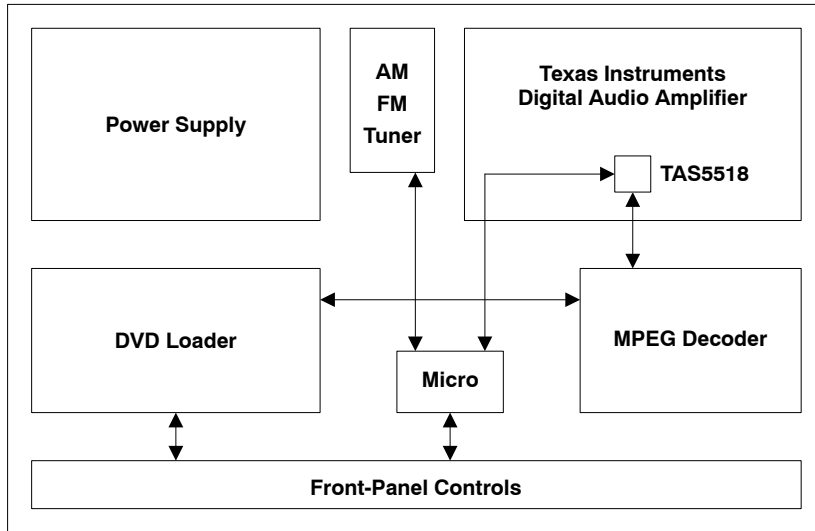 Power Supply
AM
FM
Tuner
Texas Instruments
Digital Audio Amplifier
TAS5518
DVD Loader
Micro
MPEG Decoder
Front-Panel Controls